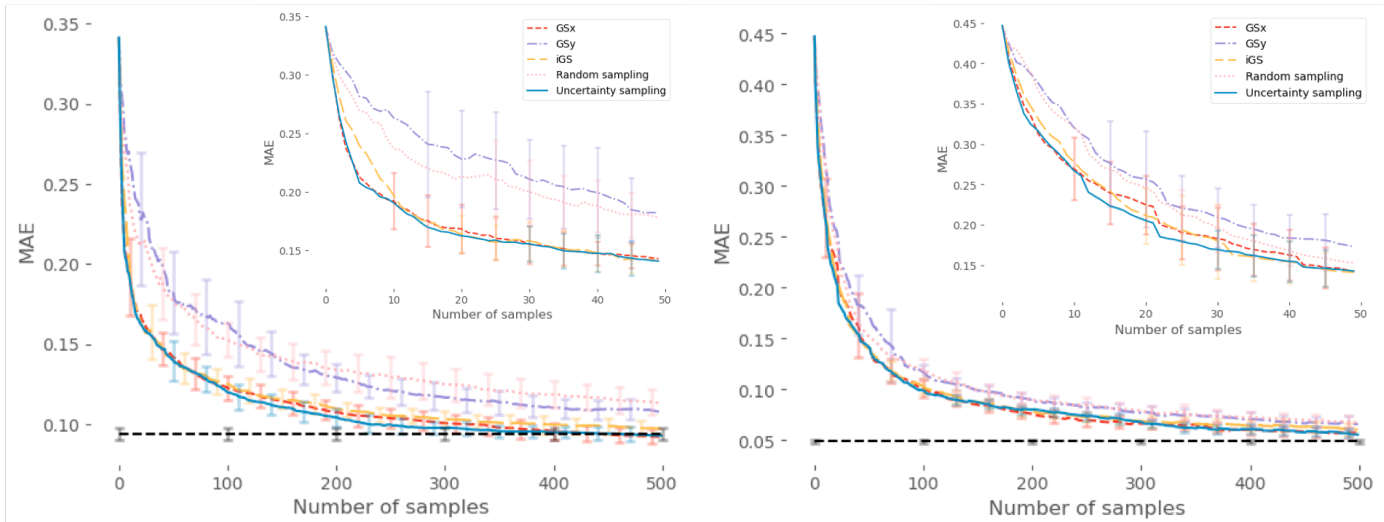 0.35
0.30
0.25
0.20
0.15
0.10
MAE
0 100 200 300 400 500
Number of samples
0.35
0.30
0.25
0.20
0.15
MAE
0 10 20 30 40 50
Number of samples
GSx
GSy
iGS
Random sampling
Uncertainty sampling
0.45
0.40
0.35
0.30
0.25
0.20
0.15
0.10
0.05
MAE
0 100 200 300 400 500
Number of samples
0.45
0.40
0.35
0.30
0.25
0.20
0.15
MAE
0 10 20 30 40 50
Number of samples
GSx
GSy
iGS
Random sampling
Uncertainty sampling